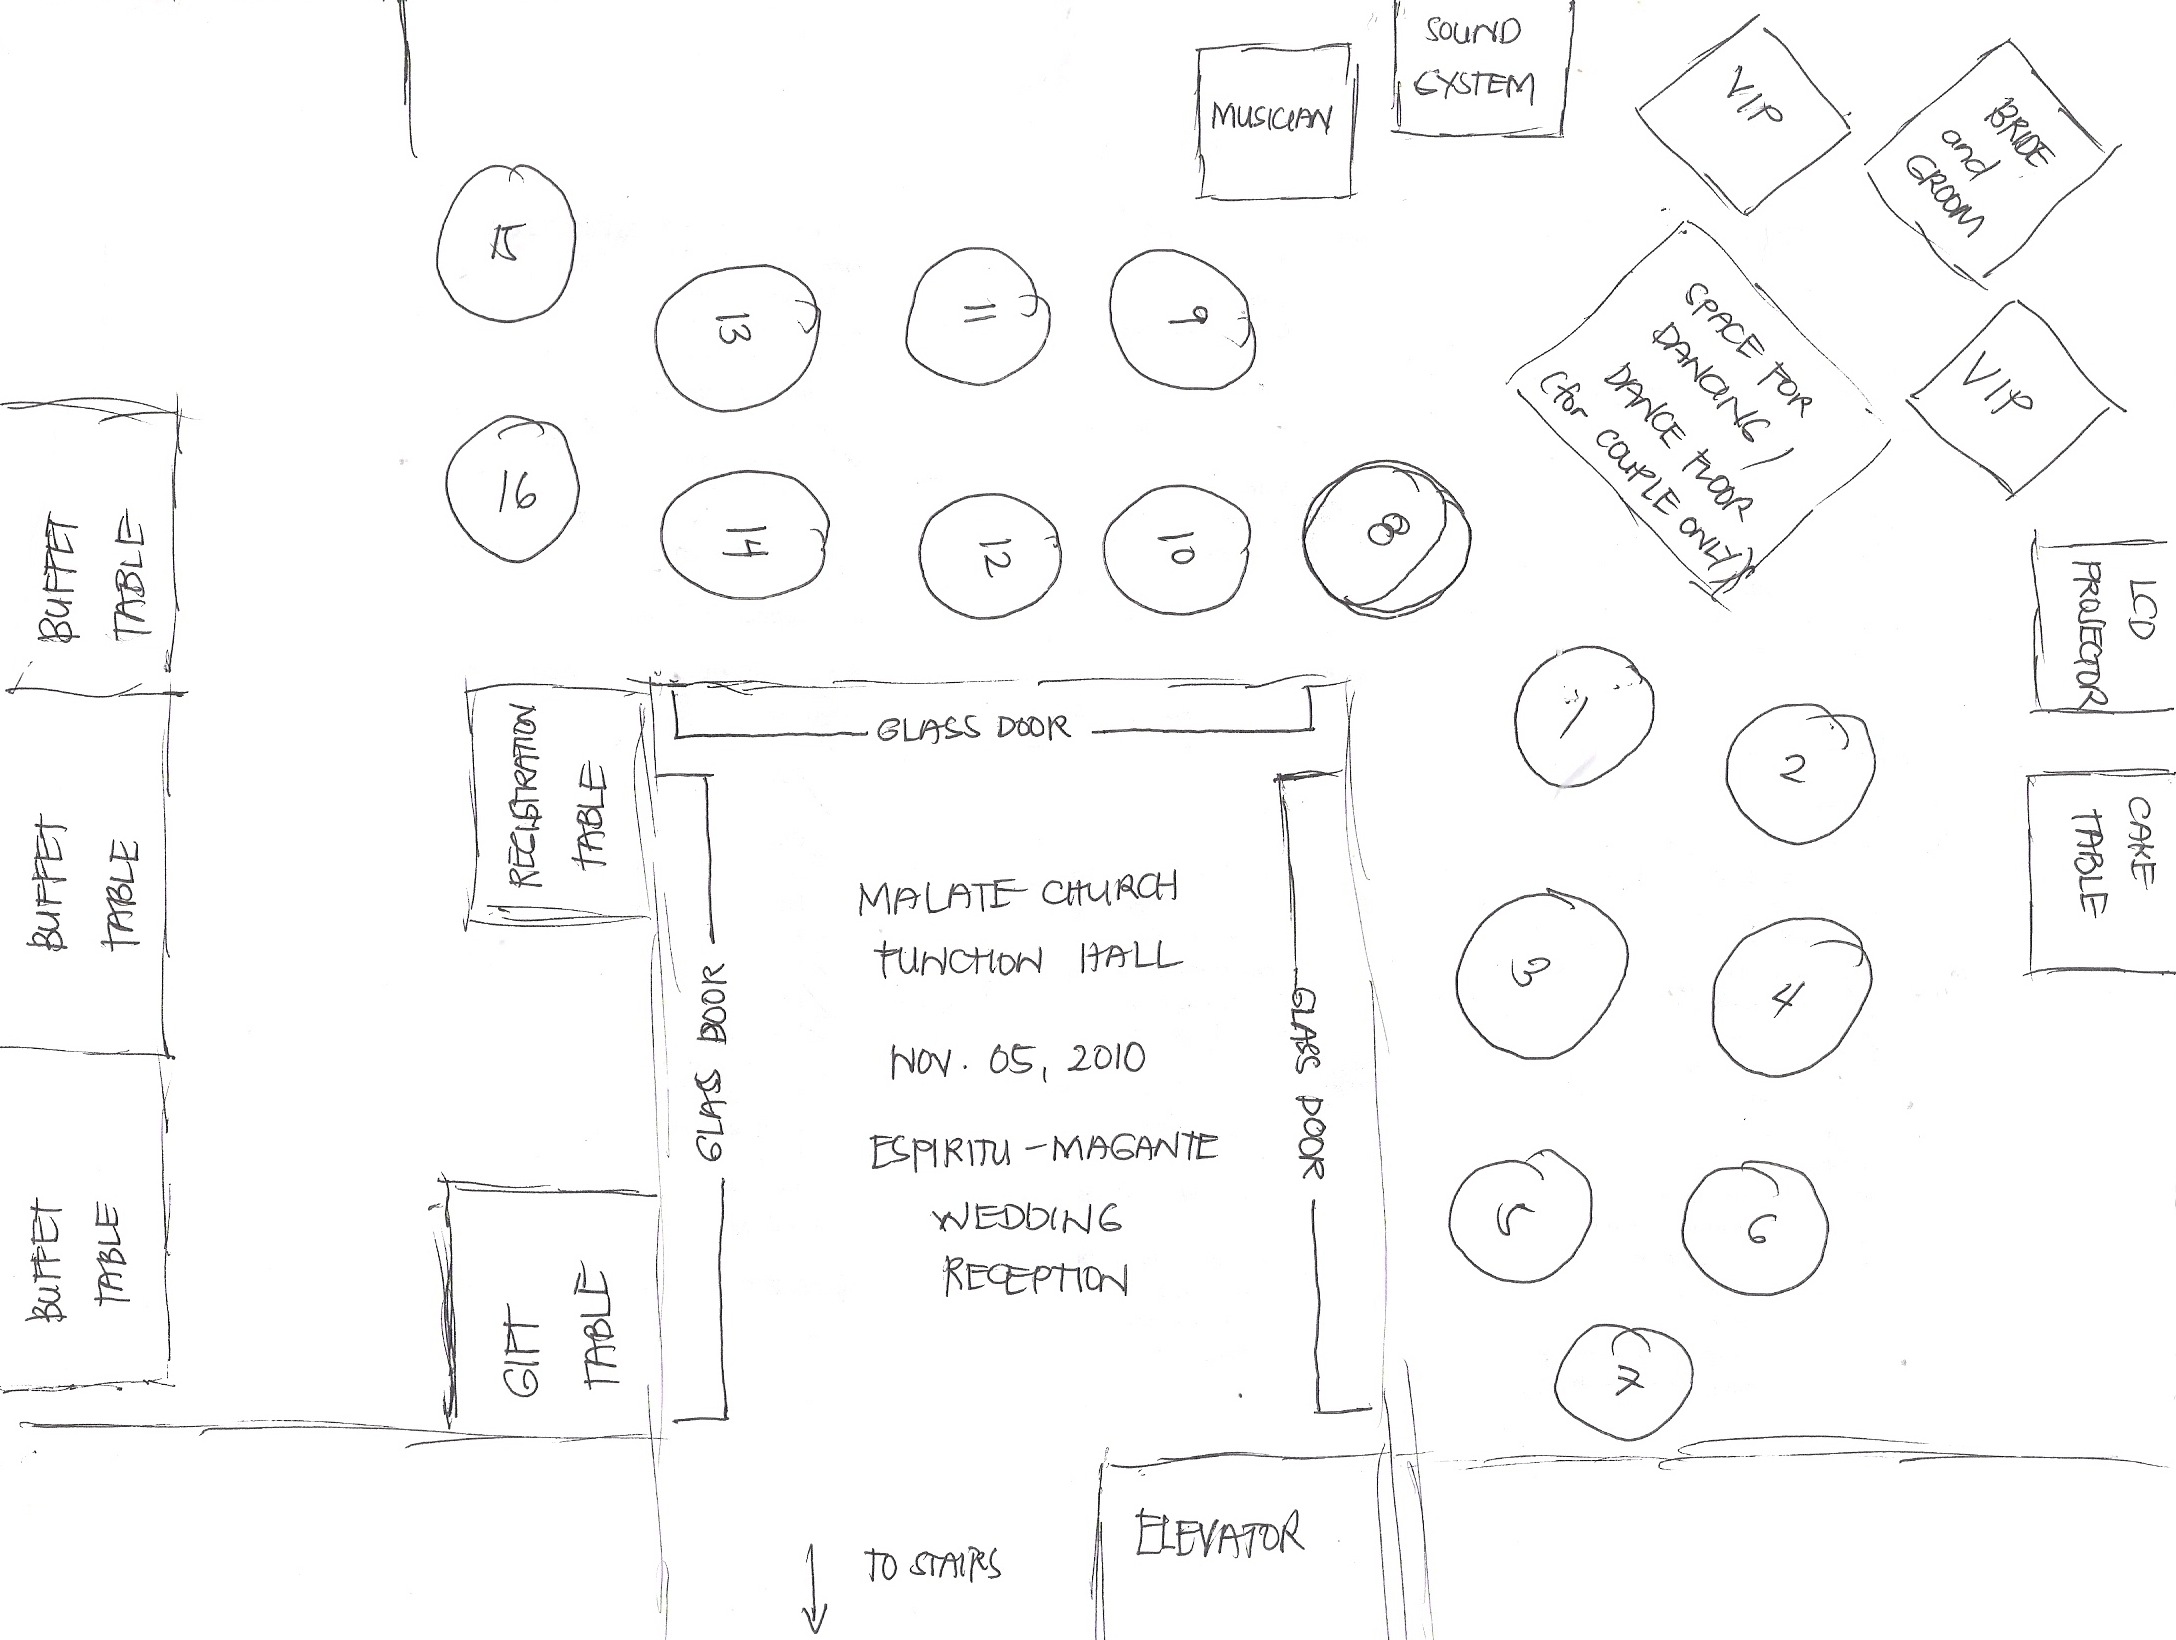 SOUND
SYSTEM
MUSICIAN
VIP
BRIDE
and
GROOM
15
13
11
9
SPACE FOR
DANCING /
DANCE FLOOR
(for COUPLE ONLY)
VIP
16
14
12
10
8
BUFFET
TABLE
LCD
PROJECTOR
1
2
REGISTRATION
TABLE
GLASS DOOR
CAKE
TABLE
BUFFET
TABLE
GLASS DOOR
MALATE CHURCH
FUNCTION HALL
NOV. 05, 2010
ESPIRITU-MAGANTE
WEDDING
RECEPTION
GLASS DOOR
3
4
5
6
7
BUFFET
TABLE
GIFT
TABLE
ELEVATOR
TO STAIRS